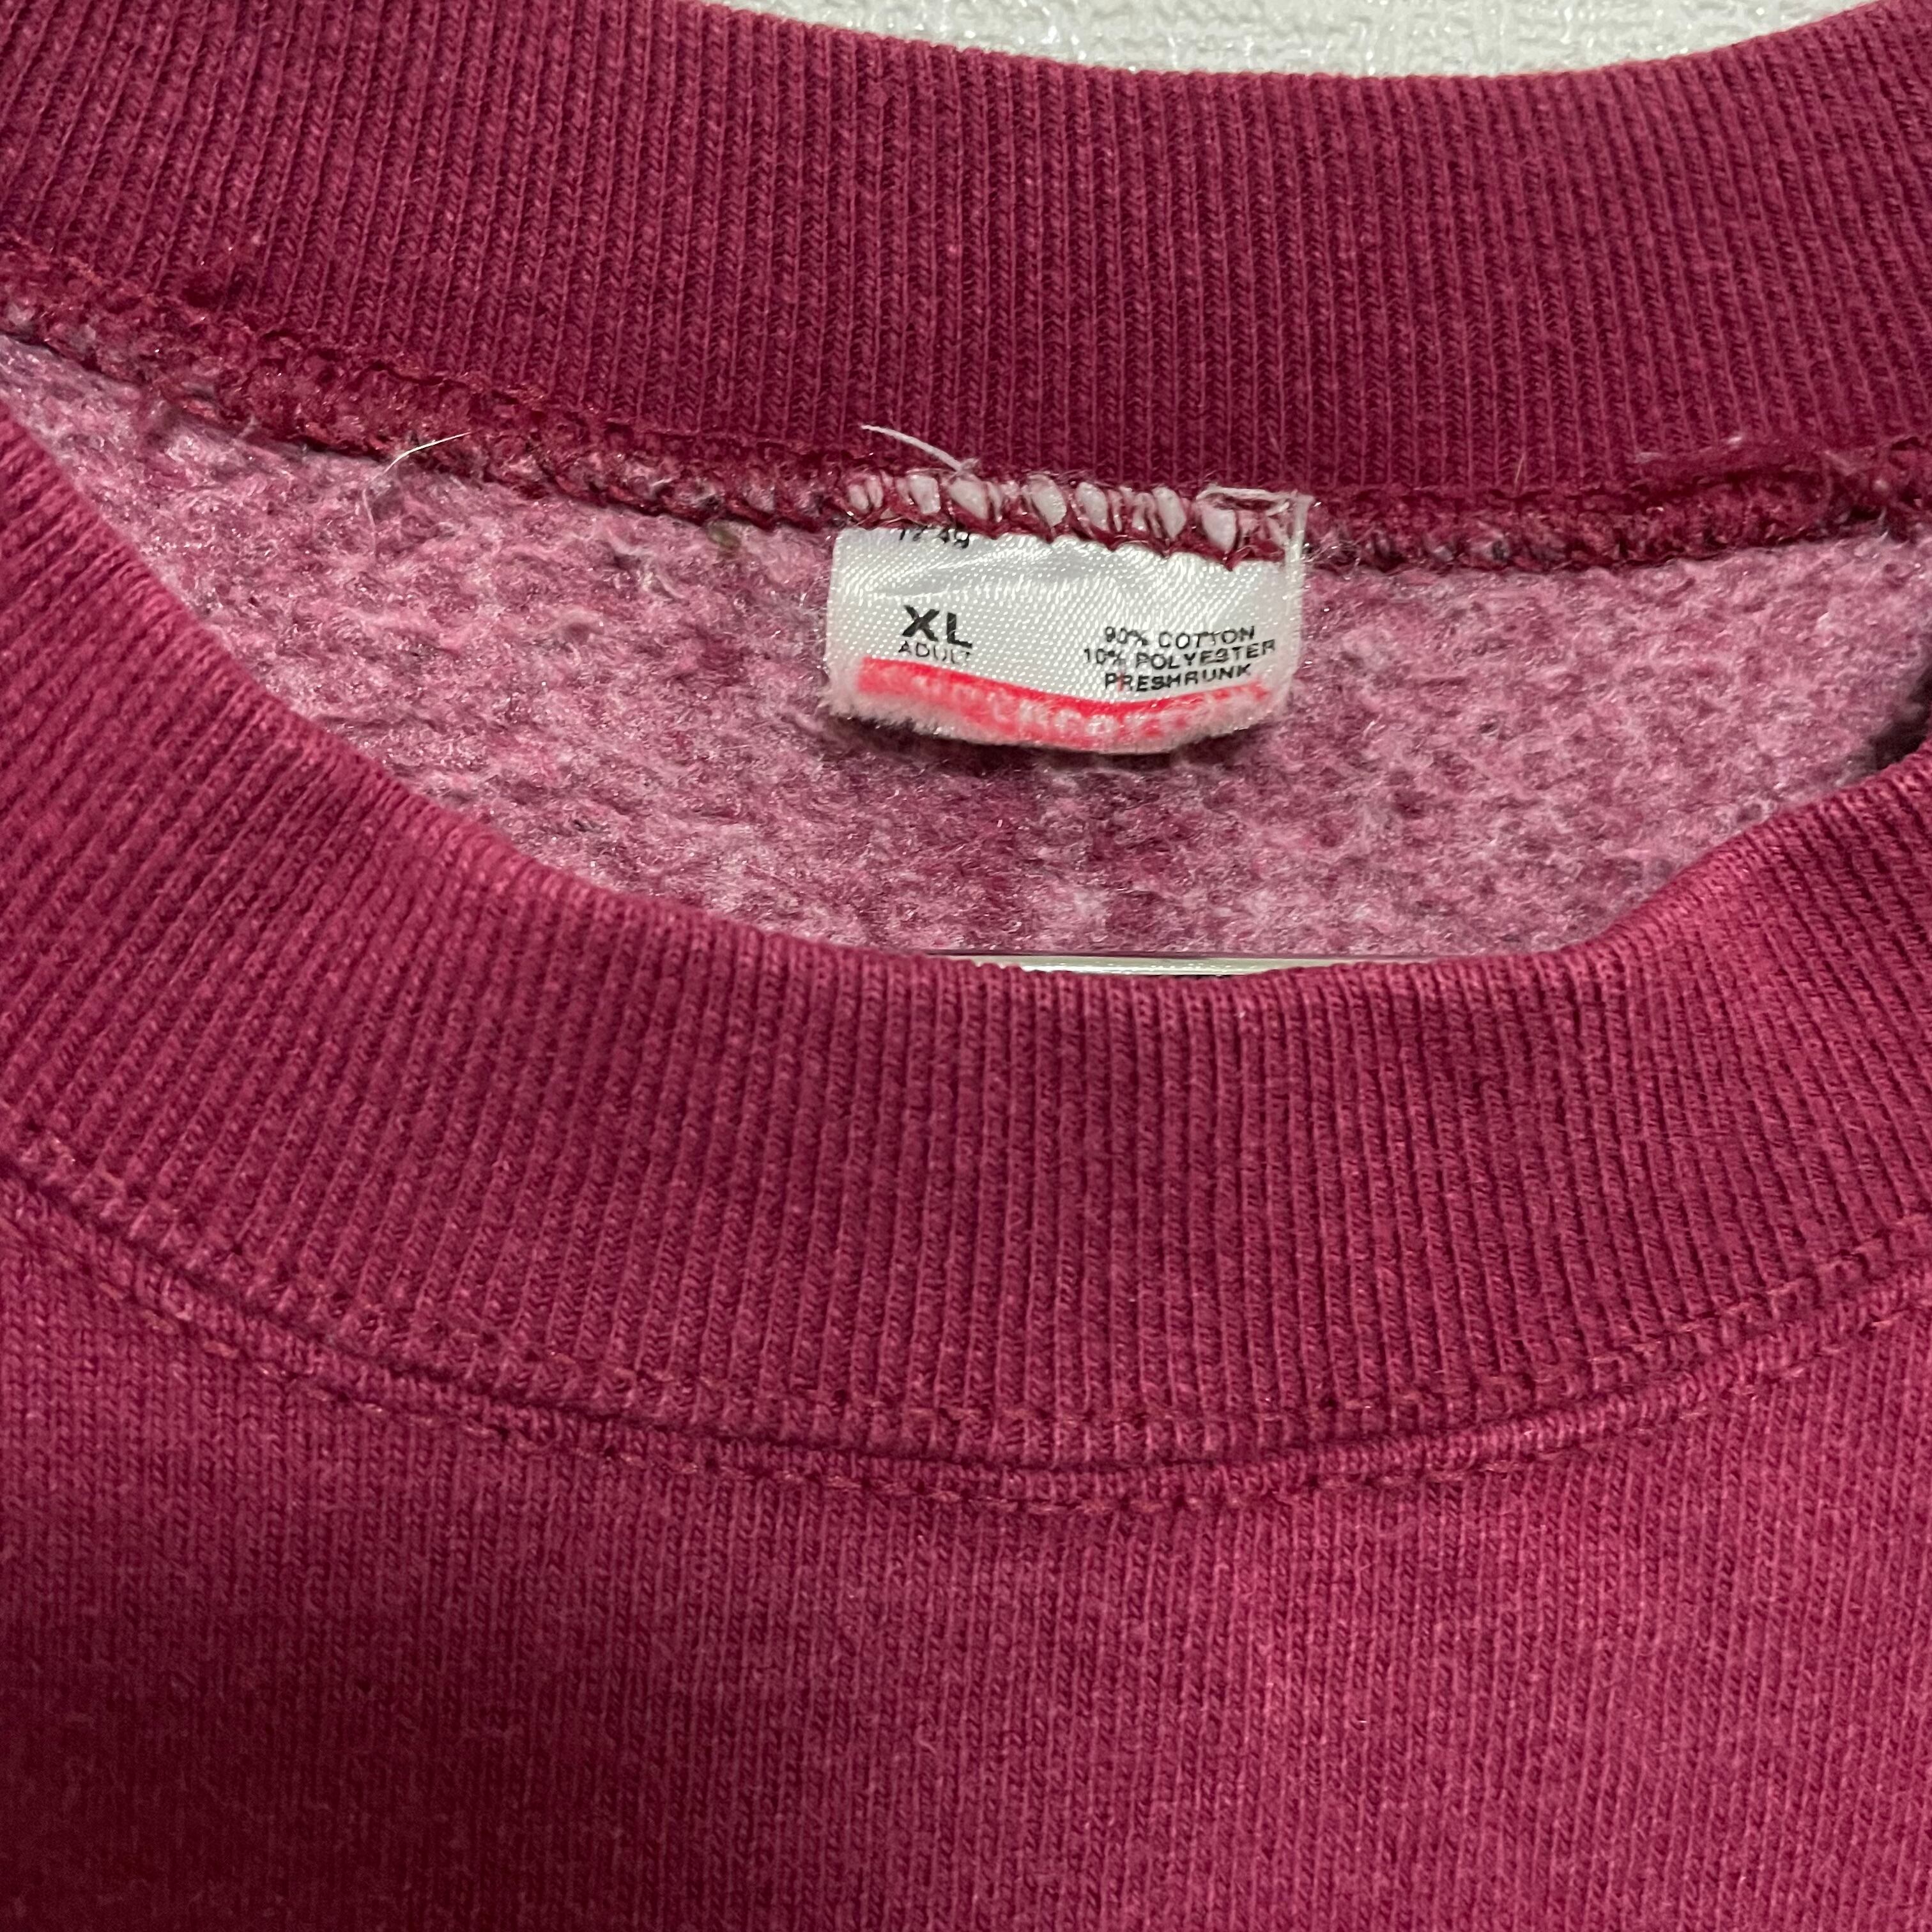 XL
ADULT
90% COTTON
10% POLYESTER
PRESHRUNK